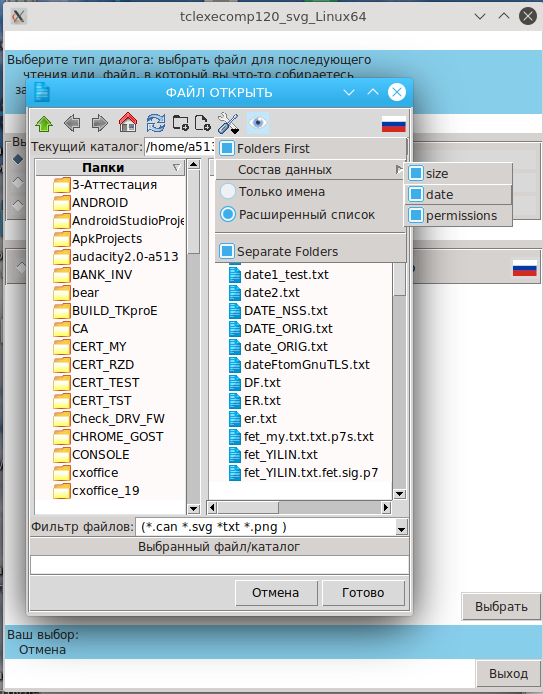 tclexecomp120_svg_Linux64
Выберите тип диалога: выбрать файл для последующего
чтения или файл, в который вы что-то собираетесь
ФАЙЛ ОТКРЫТЬ
Текущий каталог: /home/a513
Folders First
Состав данных
Только имена
Расширенный список
Separate Folders
size
date
permissions
Папки
3-Аттестация
ANDROID
AndroidStudioProje
ApkProjects
audacity2.0-a513
BANK_INV
bear
BUILD_TKproE
CA
CERT_MY
CERT_RZD
CERT_TEST
CERT_TST
Check_DRV_FW
CHROME_GOST
CONSOLE
cxoffice
cxoffice_19
date1_test.txt
date2.txt
DATE_NSS.txt
DATE_ORIG.txt
date_ORIG.txt
dateFtomGnuTLS.txt
DF.txt
ER.txt
er.txt
fet_my.txt.txt.p7s.txt
fet_YILIN.txt
fet_YILIN.txt.fet.sig.p7
Фильтр файлов: (*.can *.svg *txt *.png )
Выбранный файл/каталог
Отмена
Готово
Выбрать
Ваш выбор:
Отмена
Выход